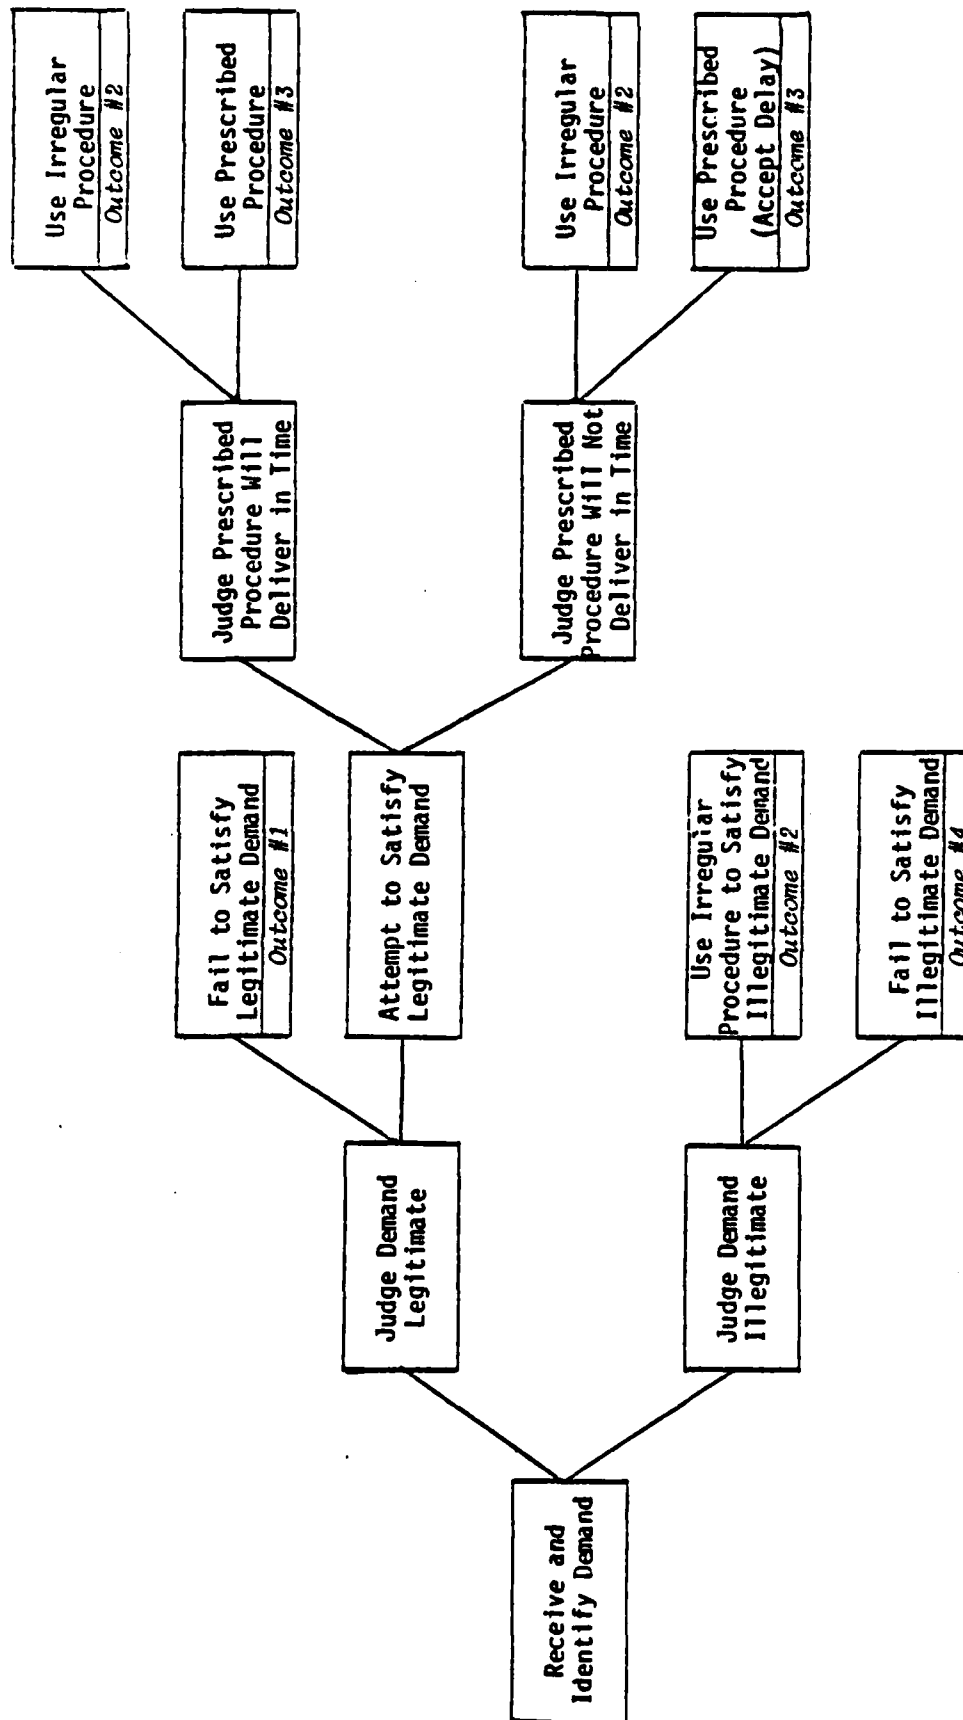 Receive and
Identify Demand
Judge Demand
Legitimate
Judge Demand
Illegitimate
Fail to Satisfy
Legitimate Demand
Outcome #1
Attempt to Satisfy
Legitimate Demand
Use Irregular
Procedure to Satisfy
Illegitimate Demand
Outcome #2
Fail to Satisfy
Illegitimate Demand
Outcome #4
Judge Prescribed
Procedure Will
Deliver in Time
Judge Prescribed
Procedure Will Not
Deliver in Time
Use Irregular
Procedure
Outcome #2
Use Prescribed
Procedure
Outcome #3
Use Irregular
Procedure
Outcome #2
Use Prescribed
Procedure
(Accept Delay)
Outcome #3